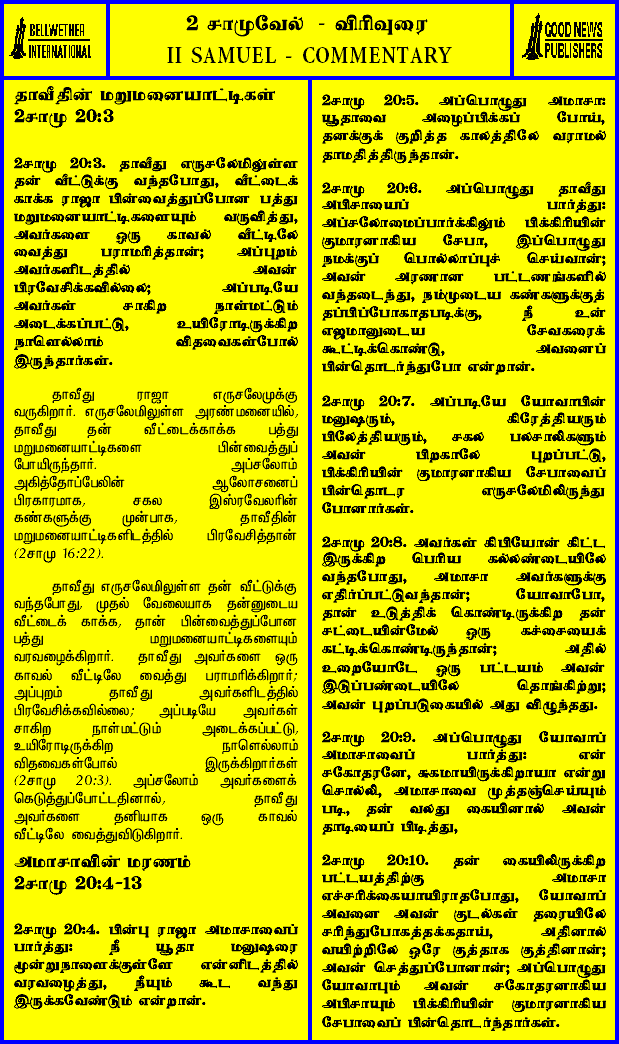 BELLWETHER
INTERNATIONAL
2 சாமுவேல் - விரிவுரை
II SAMUEL - COMMENTARY
GOOD NEWS
PUBLISHERS
தாவீதின் மறுமனையாட்டிகள்
2சாமு 20:3
2சாமு 20:3. தாவீது எருசலேமிலுள்ள
தன் வீட்டுக்கு வந்தபோது, வீட்டைக்
காக்க ராஜா பின்வைத்துப்போன பத்து
மறுமனையாட்டிகளையும் வருவித்து,
அவர்களை ஒரு காவல் வீட்டிலே
வைத்து பராமரித்தான்; அப்புறம்
அவர்களிடத்தில் அவன்
பிரவேசிக்கவில்லை; அப்படியே
அவர்கள் சாகிற நாள்மட்டும்
அடைக்கப்பட்டு, உயிரோடிருக்கிற
நாளெல்லாம் விதவைகள்போல்
இருந்தார்கள்.
தாவீது ராஜா எருசலேமுக்கு
வருகிறார். எருசலேமிலுள்ள அரண்மனையில்,
தாவீது தன் வீட்டைக்காக்க பத்து
மறுமனையாட்டிகளை பின்வைத்துப்
போயிருந்தார். அப்சலோம்
அகித்தோப்பேலின் ஆலோசனைப்
பிரகாரமாக, சகல இஸ்ரவேலரின்
கண்களுக்கு முன்பாக, தாவீதின்
மறுமனையாட்டிகளிடத்தில் பிரவேசித்தான்
(2சாமு 16:22).
தாவீது எருசலேமிலுள்ள தன் வீட்டுக்கு
வந்தபோது, முதல் வேலையாக தன்னுடைய
வீட்டைக் காக்க, தான் பின்வைத்துப்போன
பத்து மறுமனையாட்டிகளையும்
வரவழைக்கிறார். தாவீது அவர்களை ஒரு
காவல் வீட்டிலே வைத்து பராமரிக்கிறார்;
அப்புறம் தாவீது அவர்களிடத்தில்
பிரவேசிக்கவில்லை; அப்படியே அவர்கள்
சாகிற நாள்மட்டும் அடைக்கப்பட்டு,
உயிரோடிருக்கிற நாளெல்லாம்
விதவைகள்போல் இருக்கிறார்கள்
(2சாமு 20:3). அப்சலோம் அவர்களைக்
கெடுத்துப்போட்டதினால், தாவீது
அவர்களை தனியாக ஒரு காவல்
வீட்டிலே வைத்துவிடுகிறார்.
அமாசாவின் மரணம்
2சாமு 20:4-13
2சாமு 20:4. பின்பு ராஜா அமாசாவைப்
பார்த்து: நீ யூதா மனுஷரை
மூன்றுநாளைக்குள்ளே என்னிடத்தில்
வரவழைத்து, நீயும் கூட வந்து
இருக்கவேண்டும் என்றான்.
2சாமு 20:5. அப்பொழுது அமாசா:
யூதாவை அழைப்பிக்கப் போய்,
தனக்குக் குறித்த காலத்திலே வராமல்
தாமதித்திருந்தான்.
2சாமு 20:6. அப்பொழுது தாவீது
அபிசாயைப் பார்த்து:
அப்சலோமைப்பார்க்கிலும் பிக்கிரியின்
குமாரனாகிய சேபா, இப்பொழுது
நமக்குப் பொல்லாப்புச் செய்வான்;
அவன் அரணான பட்டணங்களில்
வந்தடைந்து, நம்முடைய கண்களுக்குத்
தப்பிப்போகாதபடிக்கு, நீ உன்
எஜமானுடைய சேவகரைக்
கூட்டிக்கொண்டு, அவனைப்
பின்தொடர்ந்துபோ என்றான்.
2சாமு 20:7. அப்படியே யோவாபின்
மனுஷரும், கிரேத்தியரும்
பிலேத்தியரும், சகல பலசாலிகளும்
அவன் பிறகாலே புறப்பட்டு,
பிக்கிரியின் குமாரனாகிய சேபாவைப்
பின்தொடர எருசலேமிலிருந்து
போனார்கள்.
2சாமு 20:8. அவர்கள் கிபியோன் கிட்ட
இருக்கிற பெரிய கல்லண்டையிலே
வந்தபோது, அமாசா அவர்களுக்கு
எதிர்ப்பட்டுவந்தான்; யோவாபோ,
தான் உடுத்திக் கொண்டிருக்கிற தன்
சட்டையின்மேல் ஒரு கச்சையைக்
கட்டிக்கொண்டிருந்தான்; அதில்
உறையோடே ஒரு பட்டயம் அவன்
இடுப்பண்டையிலே தொங்கிற்று;
அவன் புறப்படுகையில் அது விழுந்தது.
2சாமு 20:9. அப்பொழுது யோவாப்
அமாசாவைப் பார்த்து: என்
சகோதரனே, சுகமாயிருக்கிறாயா என்று
சொல்லி, அமாசாவை முத்தஞ்செய்யும்
படி, தன் வலது கையினால் அவன்
தாடியைப் பிடித்து,
2சாமு 20:10. தன் கையிலிருக்கிற
பட்டயத்திற்கு அமாசா
எச்சரிக்கையாயிராதபோது, யோவாப்
அவனை அவன் குடல்கள் தரையிலே
சரிந்துபோகத்தக்கதாய், அதினால்
வயிற்றிலே ஒரே குத்தாக குத்தினான்;
அவன் செத்துப்போனான்; அப்பொழுது
யோவாபும் அவன் சகோதரனாகிய
அபிசாயும் பிக்கிரியின் குமாரனாகிய
சேபாவைப் பின்தொடர்ந்தார்கள்.